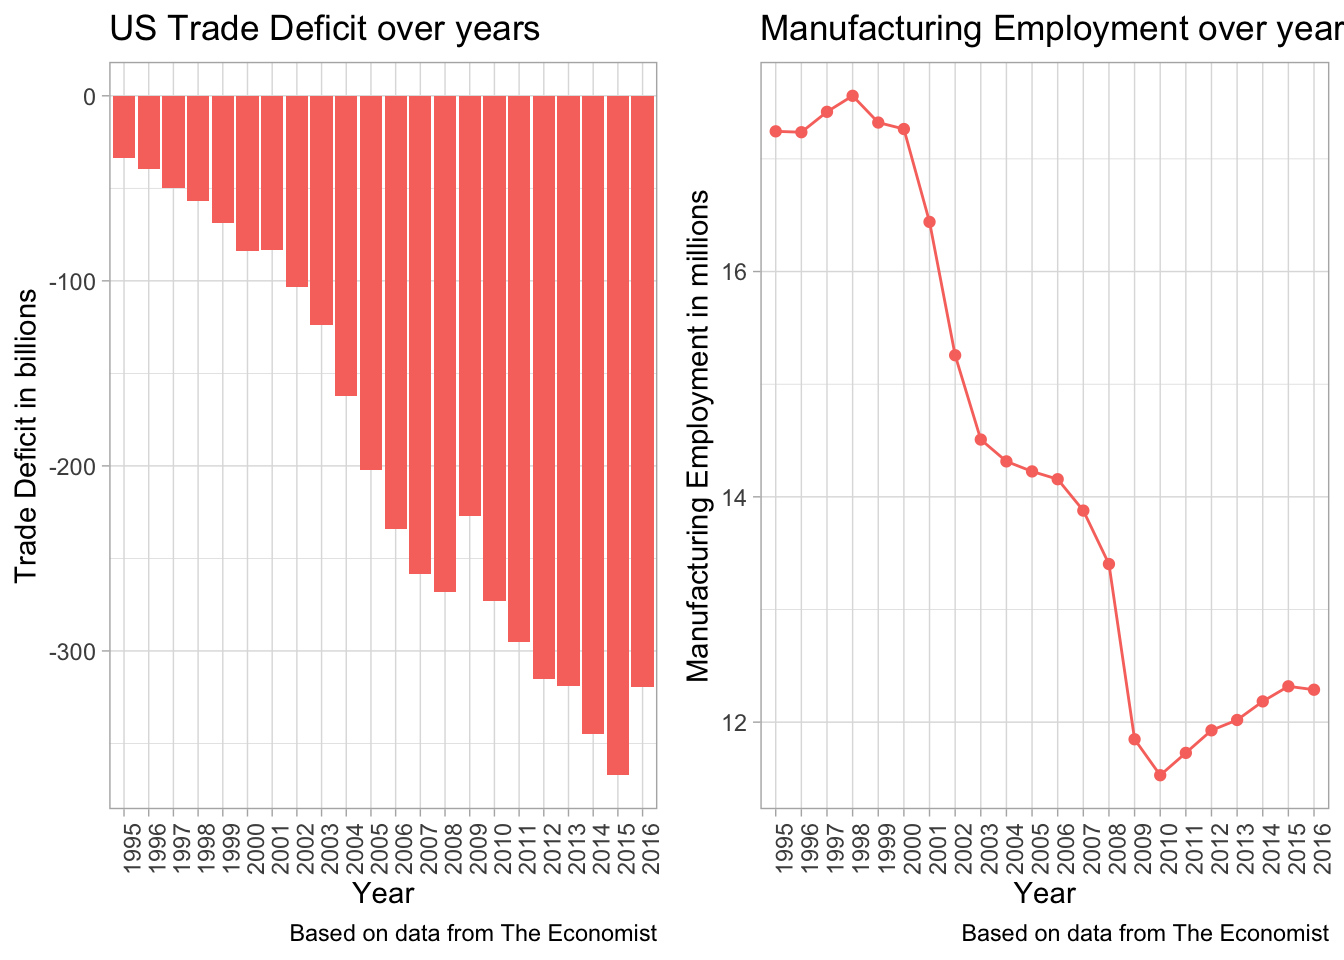 US Trade Deficit over years
Trade Deficit in billions
0
-100
-200
-300
1995 1996 1997 1998 1999 2000 2001 2002 2003 2004 2005 2006 2007 2008 2009 2010 2011 2012 2013 2014 2015 2016
Year
Based on data from The Economist
Manufacturing Employment over year
Manufacturing Employment in millions
16
14
12
1995 1996 1997 1998 1999 2000 2001 2002 2003 2004 2005 2006 2007 2008 2009 2010 2011 2012 2013 2014 2015 2016
Year
Based on data from The Economist